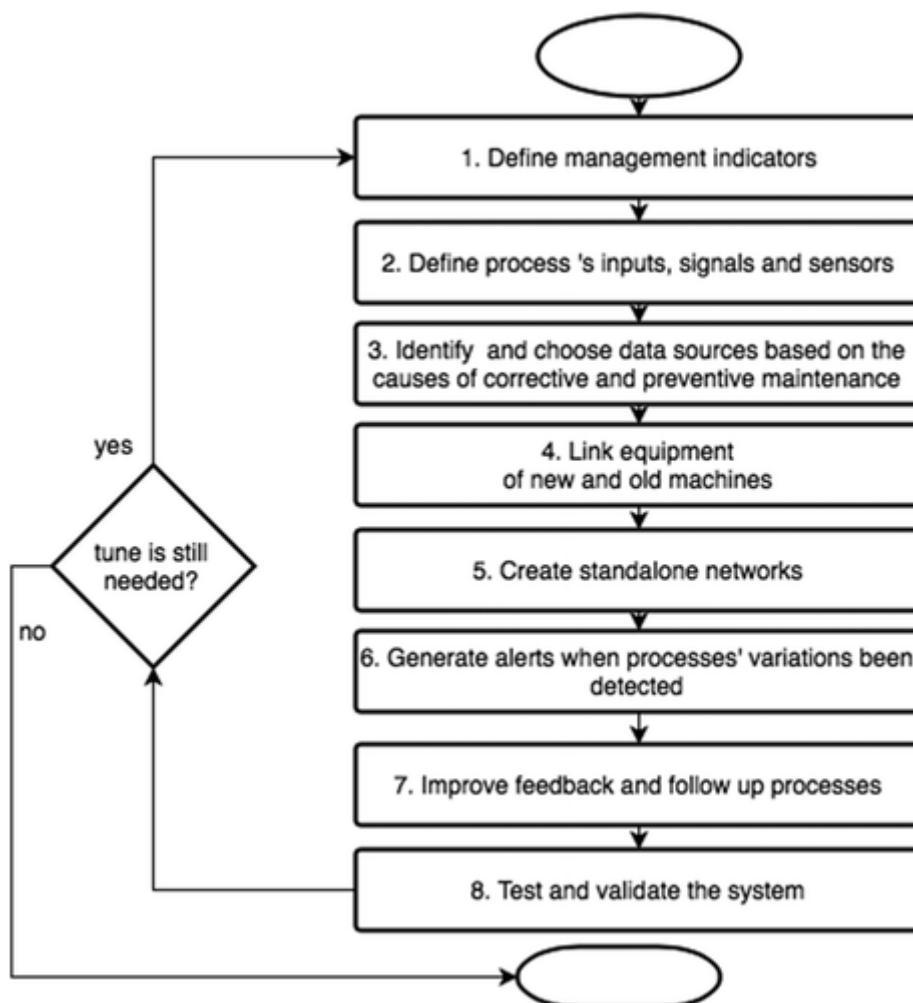 1. Define management indicators
2. Define process 's inputs, signals and sensors
3. Identify and choose data sources based on the
causes of corrective and preventive maintenance
4. Link equipment
of new and old machines
5. Create standalone networks
6. Generate alerts when processes' variations been
detected
7. Improve feedback and follow up processes
8. Test and validate the system
yes
tune is still
needed?
no